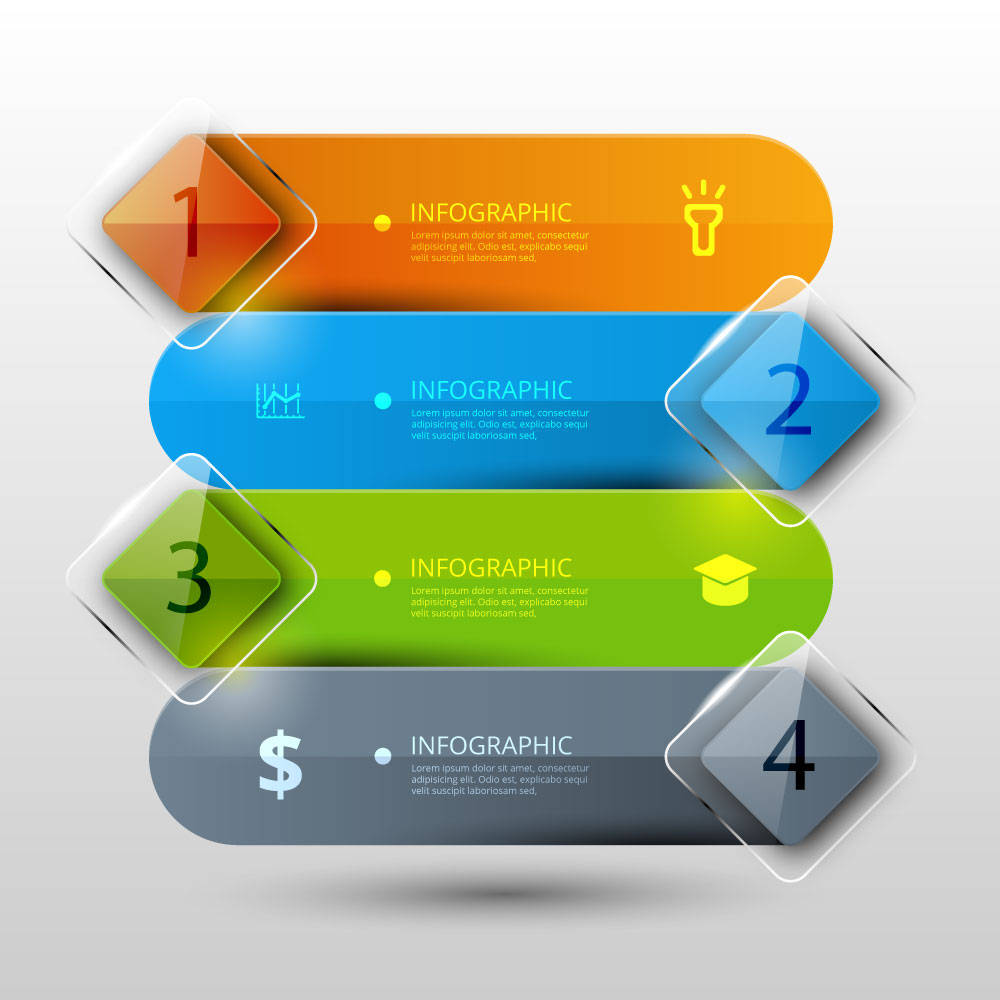 1
INFOGRAPHIC
Lorem ipsum dolor sit amet, consectetur
adipisicing elit. Odio est, explicabo sequi
velit suscipit laboriosam sed,
INFOGRAPHIC
Lorem ipsum dolor sit amet, consectetur
adipisicing elit. Odio est, explicabo sequi
velit suscipit laboriosam sed,
2
3
INFOGRAPHIC
Lorem ipsum dolor sit amet, consectetur
adipisicing elit. Odio est, explicabo sequi
velit suscipit laboriosam sed,
$
INFOGRAPHIC
Lorem ipsum dolor sit amet, consectetur
adipisicing elit. Odio est, explicabo sequi
velit suscipit laboriosam sed,
4